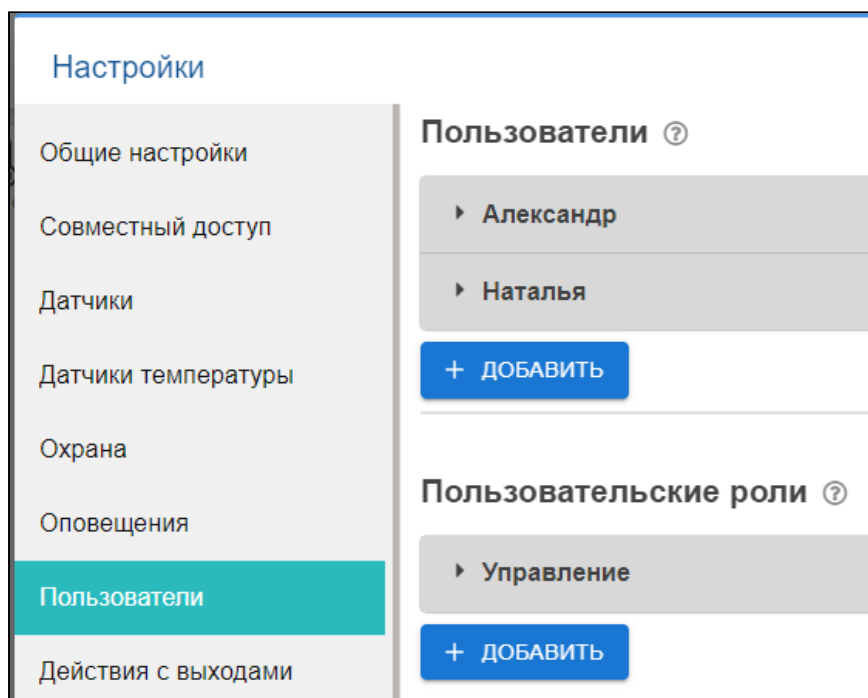 Настройки
Общие настройки
Совместный доступ
Датчики
Датчики температуры
Охрана
Оповещения
Пользователи
Действия с выходами
Пользователи ?
Александр
Наталья
+ ДОБАВИТЬ
Пользовательские роли ?
Управление
+ ДОБАВИТЬ